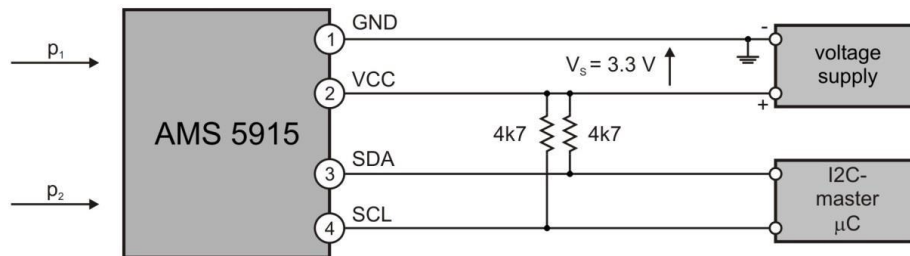 GND
p₁
1
Vₛ = 3.3 V
-
voltage
supply
VCC
2
+
AMS 5915
4k7
4k7
SDA
3
I2C-
master
µC
p₂
SCL
4